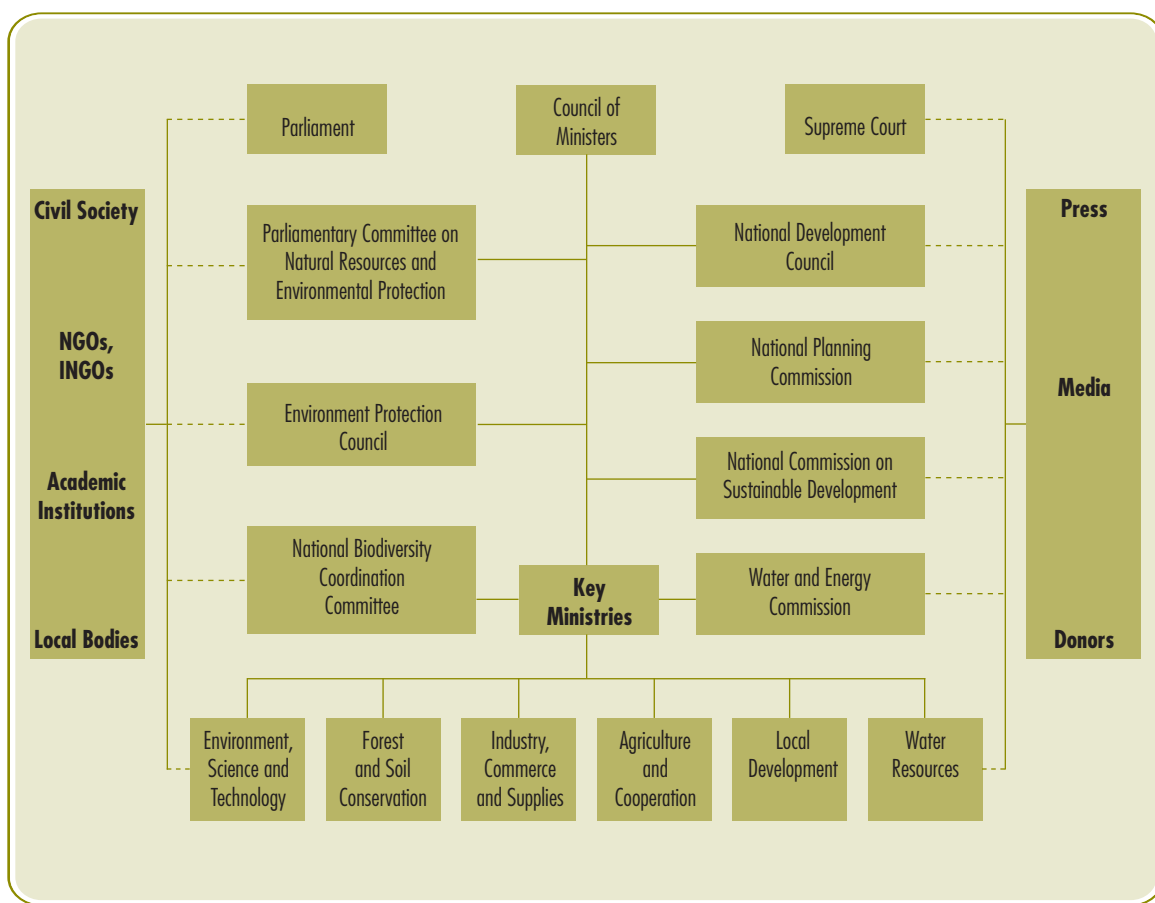 Parliament
Council of
Ministers
Supreme Court
Civil Society
NGOs,
INGOs
Academic
Institutions
Local Bodies
Parliamentary Committee on
Natural Resources and
Environmental Protection
Environment Protection
Council
National Biodiversity
Coordination
Committee
Key
Ministries
National Development
Council
National Planning
Commission
National Commission on
Sustainable Development
Water and Energy
Commission
Press
Media
Donors
Environment,
Science and
Technology
Forest
and Soil
Conservation
Industry,
Commerce
and Supplies
Agriculture
and
Cooperation
Local
Development
Water
Resources